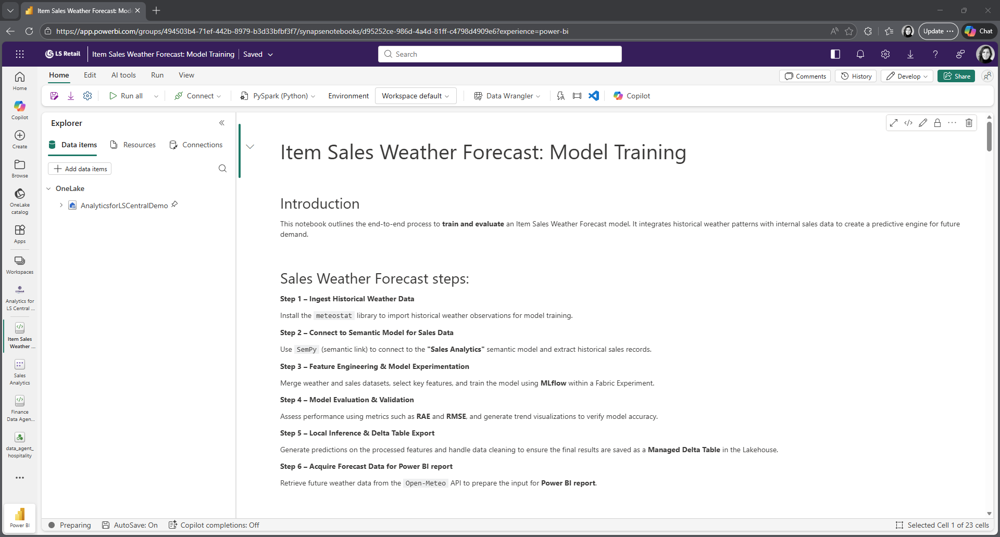 Item Sales Weather Forecast: Mod
https://app.powerbi.com/groups/494503b4-71ef-442b-8979-b3d33bfbf3f7/synapsenotebooks/d95252ce-986d-4a4d-81ff-c4798d4909e6?experience=power-bi
Update
Chat
LS Retail
Item Sales Weather Forecast: Model Training
Saved
Search
Home
Edit
AI tools
Run
View
Comments
History
Develop
Share
Run all
Connect
PySpark (Python)
Environment
Workspace default
Data Wrangler
Copilot
Home
Copilot
Create
Browse
OneLake
catalog
Apps
Workspaces
LS Retail
Analytics for
LS Central ...
Item Sales
Weather ...
Sales
Analytics
Finance
Data Agen...
data_agent_
hospitality
Power BI
Explorer
Data items
Resources
Connections
Add data items
OneLake
AnalyticsforLSCentralDemo
Item Sales Weather Forecast: Model Training
Introduction
This notebook outlines the end-to-end process to train and evaluate an Item Sales Weather Forecast model. It integrates historical weather patterns with internal sales data to create a predictive engine for future
demand.
Sales Weather Forecast steps:
Step 1 – Ingest Historical Weather Data
Install the meteostat library to import historical weather observations for model training.
Step 2 – Connect to Semantic Model for Sales Data
Use SemPy (semantic link) to connect to the "Sales Analytics" semantic model and extract historical sales records.
Step 3 – Feature Engineering & Model Experimentation
Merge weather and sales datasets, select key features, and train the model using MLflow within a Fabric Experiment.
Step 4 – Model Evaluation & Validation
Assess performance using metrics such as RAE and RMSE, and generate trend visualizations to verify model accuracy.
Step 5 – Local Inference & Delta Table Export
Generate predictions on the processed features and handle data cleaning to ensure the final results are saved as a Managed Delta Table in the Lakehouse.
Step 6 – Acquire Forecast Data for Power BI report
Retrieve future weather data from the Open-Meteo API to prepare the input for Power BI report.
Preparing
AutoSave: On
Copilot completions: Off
Selected Cell 1 of 23 cells